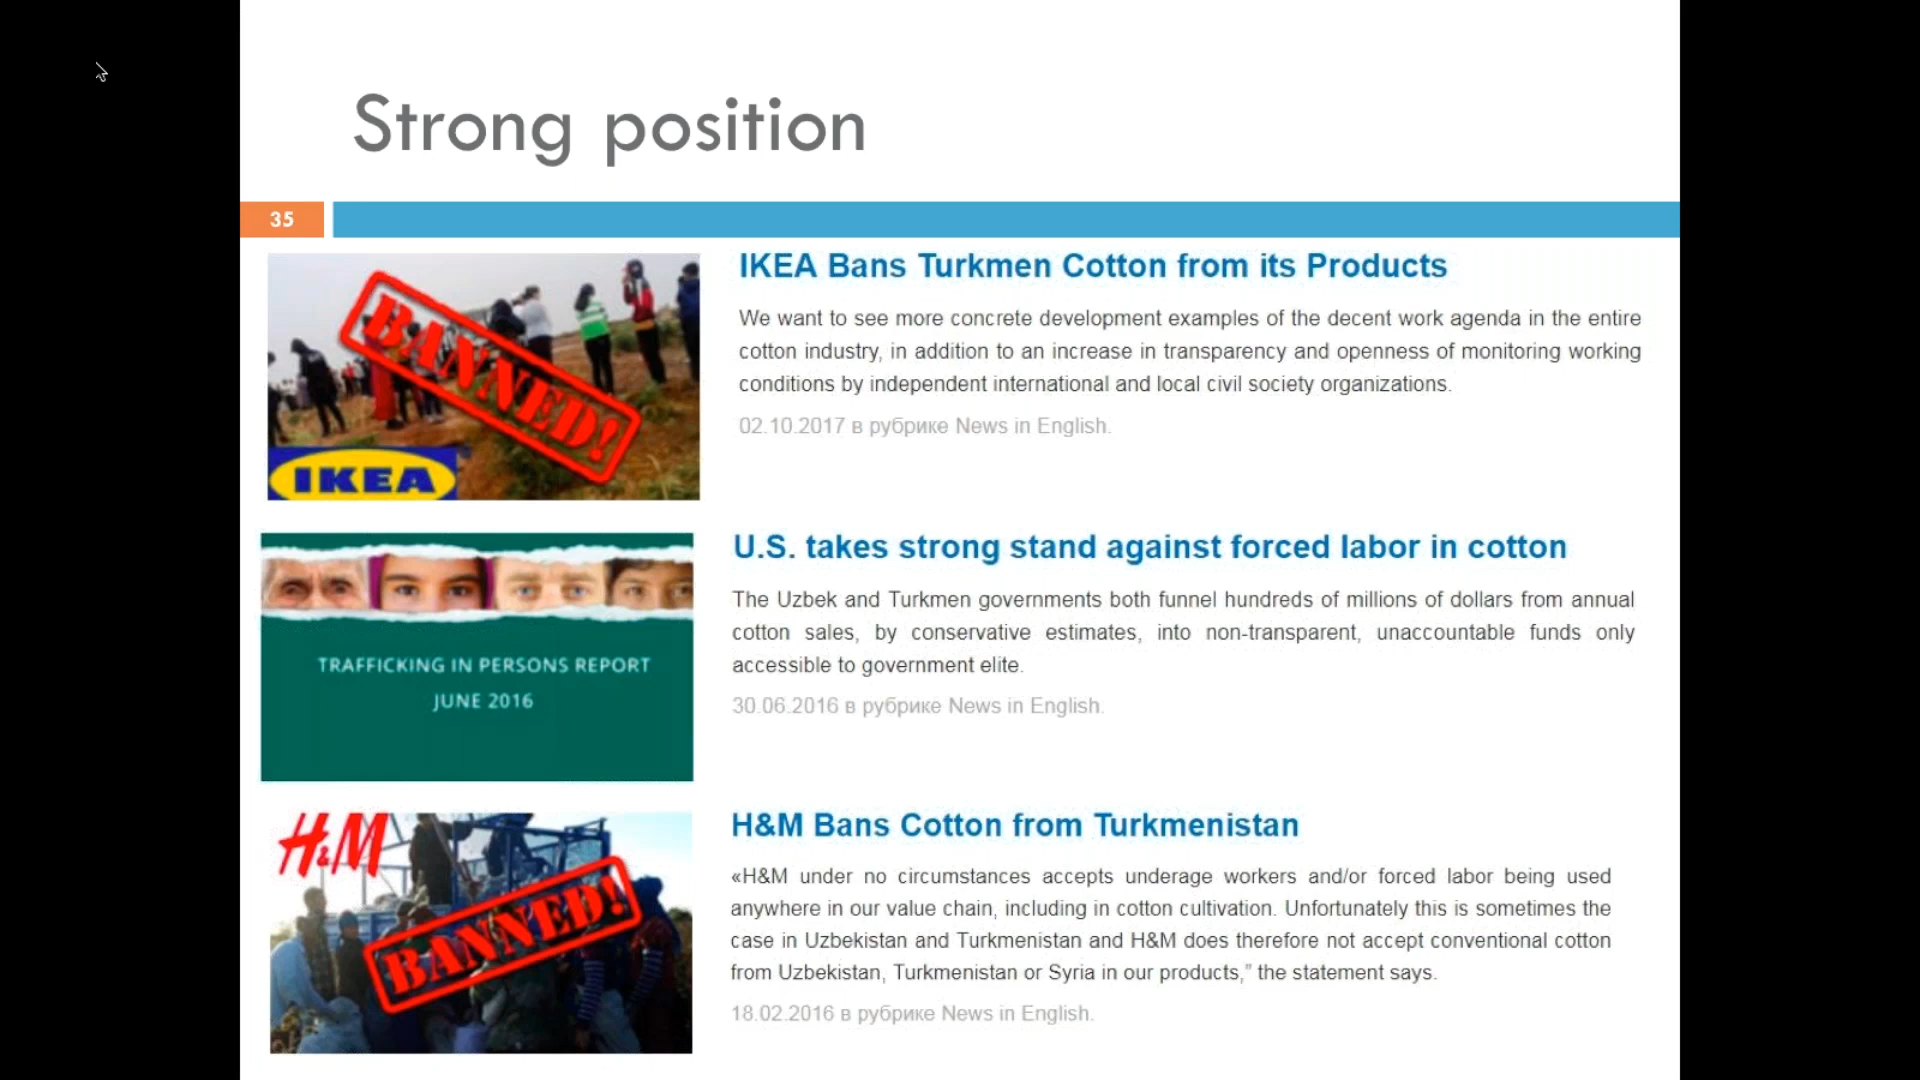 Strong position
35
BANNED!
IKEA
IKEA Bans Turkmen Cotton from its Products
We want to see more concrete development examples of the decent work agenda in the entire
cotton industry, in addition to an increase in transparency and openness of monitoring working
conditions by independent international and local civil society organizations.
02.10.2017 в рубрике News in English.
TRAFFICKING IN PERSONS REPORT
JUNE 2016
U.S. takes strong stand against forced labor in cotton
The Uzbek and Turkmen governments both funnel hundreds of millions of dollars from annual
cotton sales, by conservative estimates, into non-transparent, unaccountable funds only
accessible to government elite.
30.06.2016 в рубрике News in English.
H&M
BANNED!
H&M Bans Cotton from Turkmenistan
«H&M under no circumstances accepts underage workers and/or forced labor being used
anywhere in our value chain, including in cotton cultivation. Unfortunately this is sometimes the
case in Uzbekistan and Turkmenistan and H&M does therefore not accept conventional cotton
from Uzbekistan, Turkmenistan or Syria in our products,” the statement says.
18.02.2016 в рубрике News in English.